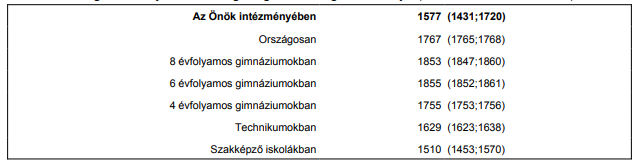 Az Önök intézményében 1577 (1431;1720)
Országosan 1767 (1765;1768)
8 évfolyamos gimnáziumokban 1853 (1847;1860)
6 évfolyamos gimnáziumokban 1855 (1852;1861)
4 évfolyamos gimnáziumokban 1755 (1753;1756)
Technikumokban 1629 (1623;1638)
Szakképző iskolákban 1510 (1453;1570)